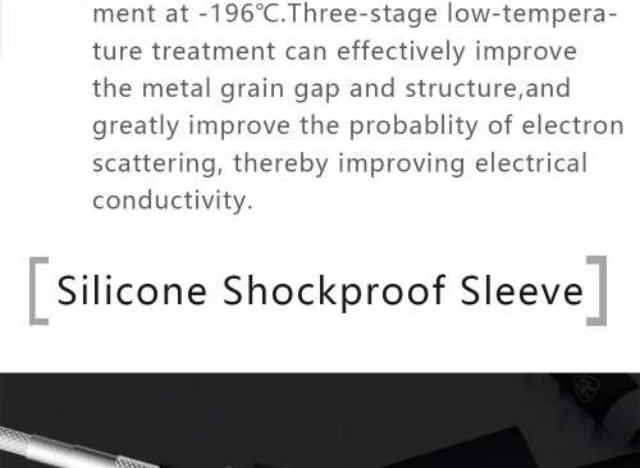 ment at -196℃.Three-stage low-tempera-
ture treatment can effectively improve
the metal grain gap and structure,and
greatly improve the probablity of electron
scattering, thereby improving electrical
conductivity.
[Silicone Shockproof Sleeve]